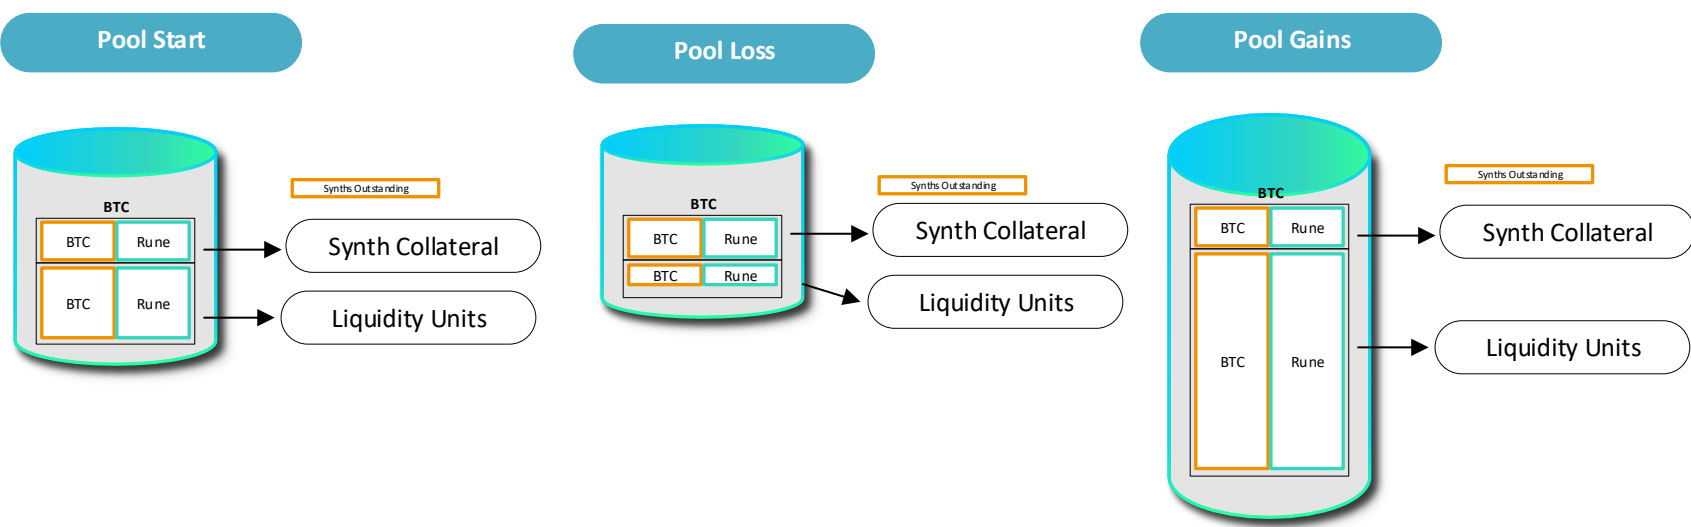 Pool Start
Synths Outstanding
BTC
BTC Rune
Synth Collateral
BTC Rune
Liquidity Units
Pool Loss
Synths Outstanding
BTC
BTC Rune
Synth Collateral
BTC Rune
Liquidity Units
Pool Gains
Synths Outstanding
BTC
BTC Rune
Synth Collateral
BTC Rune
Liquidity Units